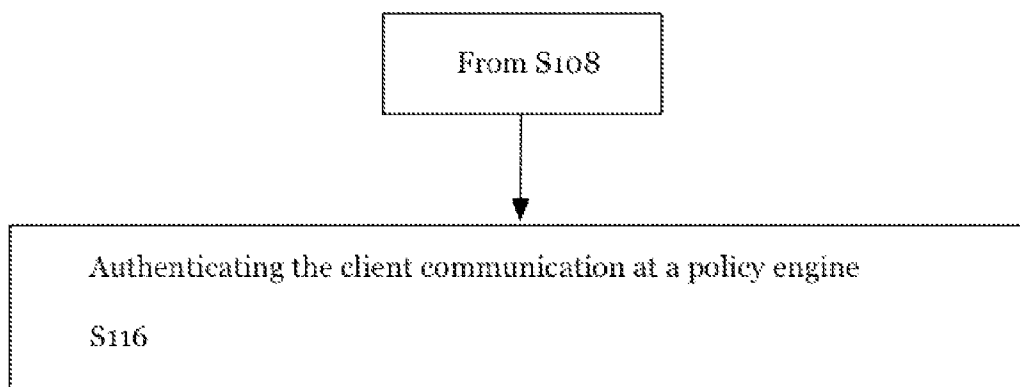 From S108
Authenticating the client communication at a policy engine
S116